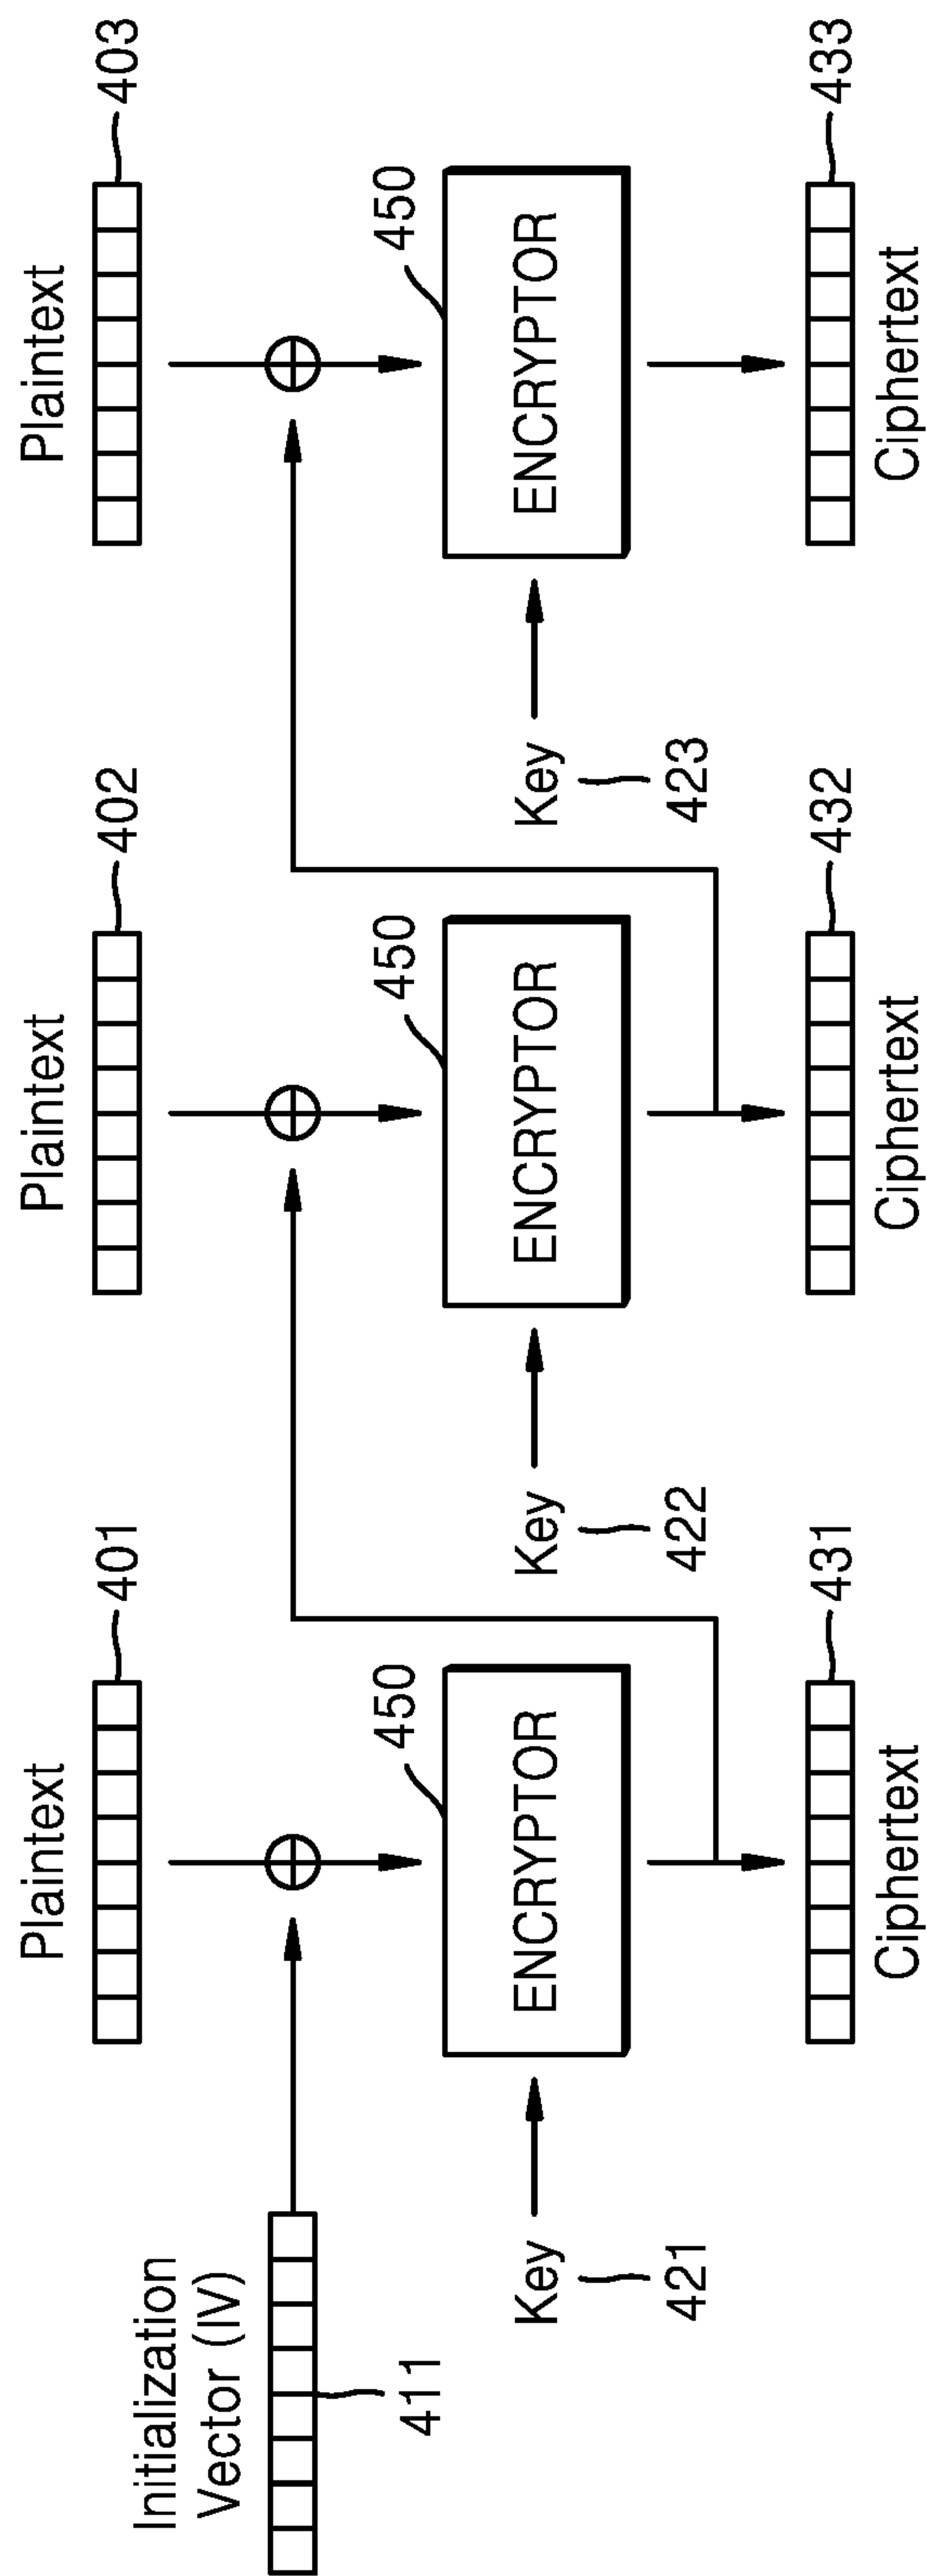 Plaintext
401
Plaintext
402
Plaintext
403
Initialization
Vector (IV)
411
450
450
450
Key
421
ENCRYPTOR
Key
422
ENCRYPTOR
Key
423
ENCRYPTOR
431
Ciphertext
432
Ciphertext
433
Ciphertext